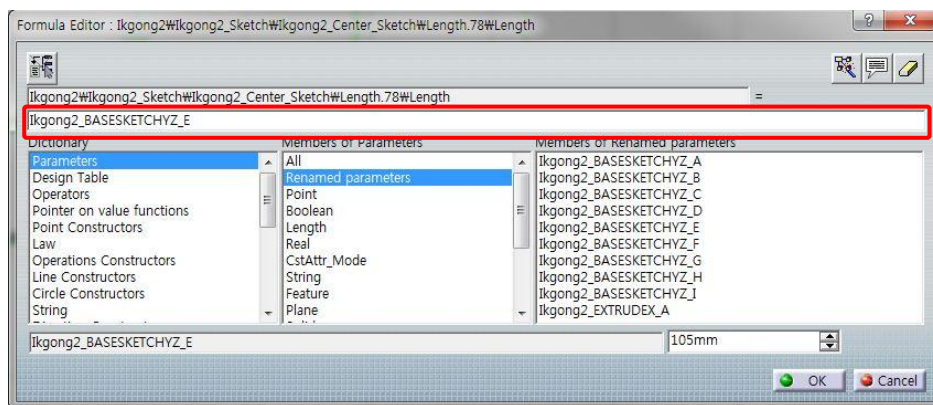 Formula Editor : Ikgong2₩Ikgong2_Sketch₩Ikgong2_Center_Sketch₩Length.78₩Length
Ikgong2₩Ikgong2_Sketch₩Ikgong2_Center_Sketch₩Length.78₩Length =
Ikgong2_BASESKETCHYZ_E
Dictionary Members of Parameters Members of Renamed parameters
Parameters All Ikgong2_BASESKETCHYZ_A
Design Table Renamed parameters Ikgong2_BASESKETCHYZ_B
Operators Point Ikgong2_BASESKETCHYZ_C
Pointer on value functions Boolean Ikgong2_BASESKETCHYZ_D
Point Constructors Length Ikgong2_BASESKETCHYZ_E
Law Real Ikgong2_BASESKETCHYZ_F
Operations Constructors CstAttr_Mode Ikgong2_BASESKETCHYZ_G
Line Constructors String Ikgong2_BASESKETCHYZ_H
Circle Constructors Feature Ikgong2_BASESKETCHYZ_I
String Plane Ikgong2_EXTRUDEX_A
Ikgong2_BASESKETCHYZ_E 105mm
OK Cancel